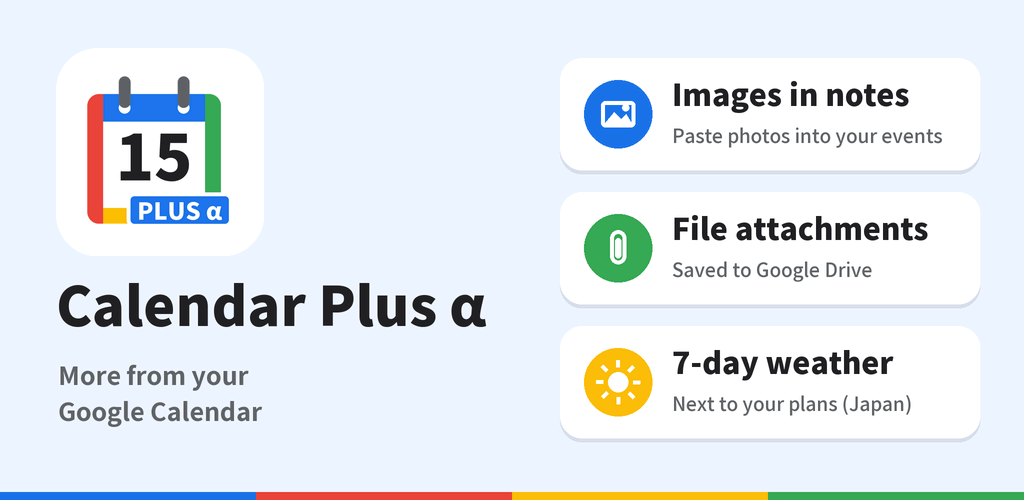 15
PLUS α
Calendar Plus α
More from your
Google Calendar
Images in notes
Paste photos into your events
File attachments
Saved to Google Drive
7-day weather
Next to your plans (Japan)